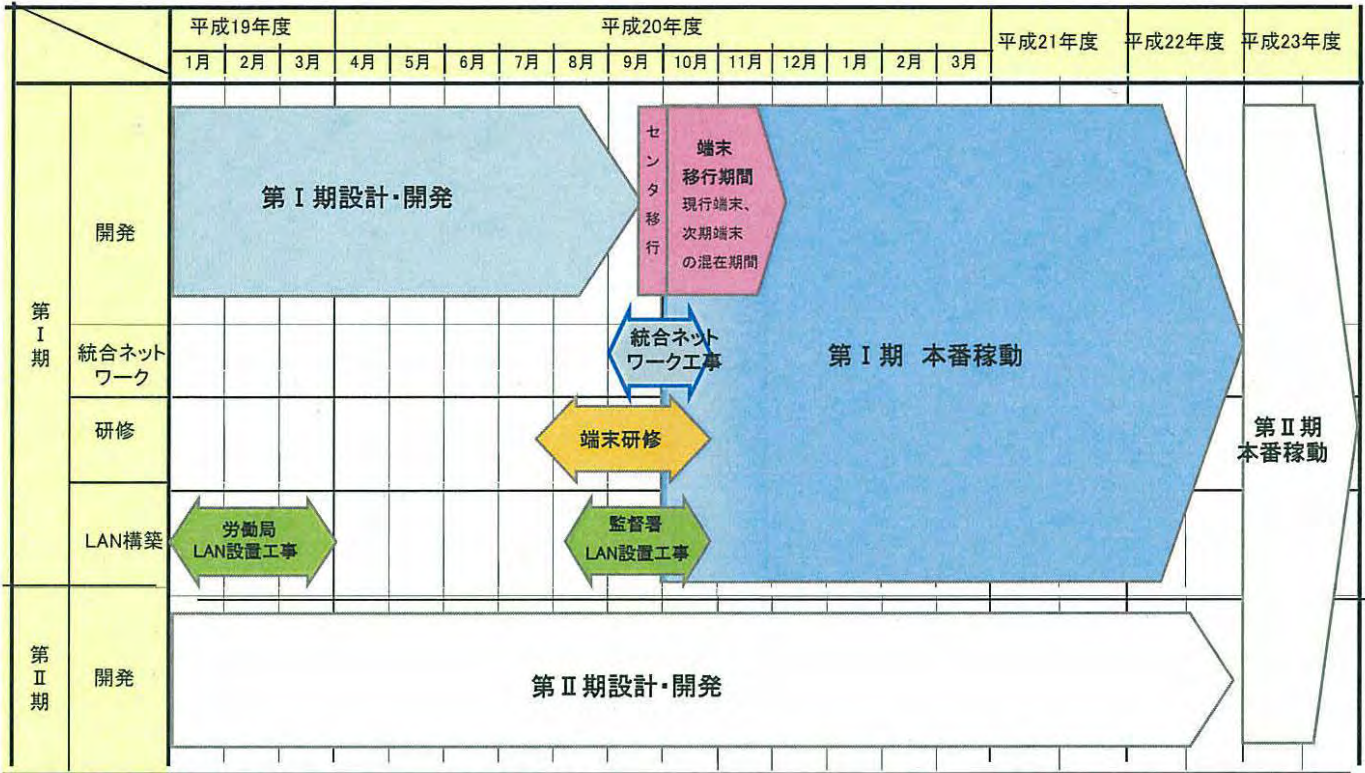 平成19年度
平成20年度
平成21年度
平成22年度
平成23年度
1月 2月 3月 4月 5月 6月 7月 8月 9月 10月 11月 12月 1月 2月 3月
第Ⅰ期
開発
第Ⅰ期設計・開発
センタ移行
端末
移行期間
現行端末、
次期端末
の混在期間
統合ネット
ワーク
統合ネット
ワーク工事
第Ⅰ期 本番稼動
研修
端末研修
第Ⅱ期
本番稼動
LAN構築
労働局
LAN設置工事
監督署
LAN設置工事
第Ⅱ期
開発
第Ⅱ期設計・開発